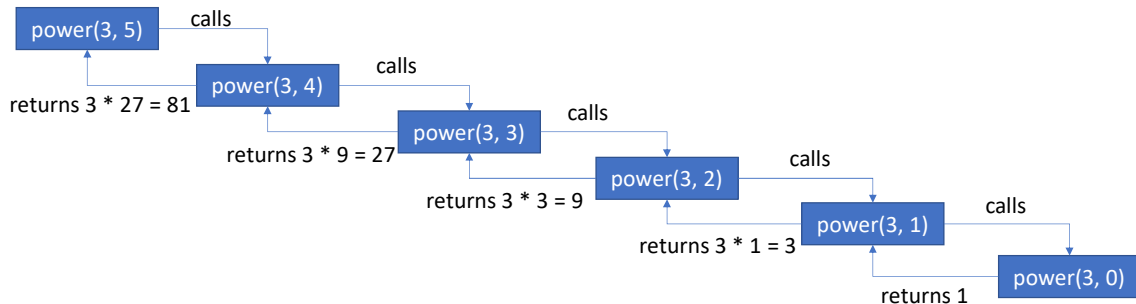 calls
power(3, 5)
calls
power(3, 4)
returns 3 * 27 = 81
calls
power(3, 3)
returns 3 * 9 = 27
calls
power(3, 2)
returns 3 * 3 = 9
calls
power(3, 1)
returns 3 * 1 = 3
power(3, 0)
returns 1